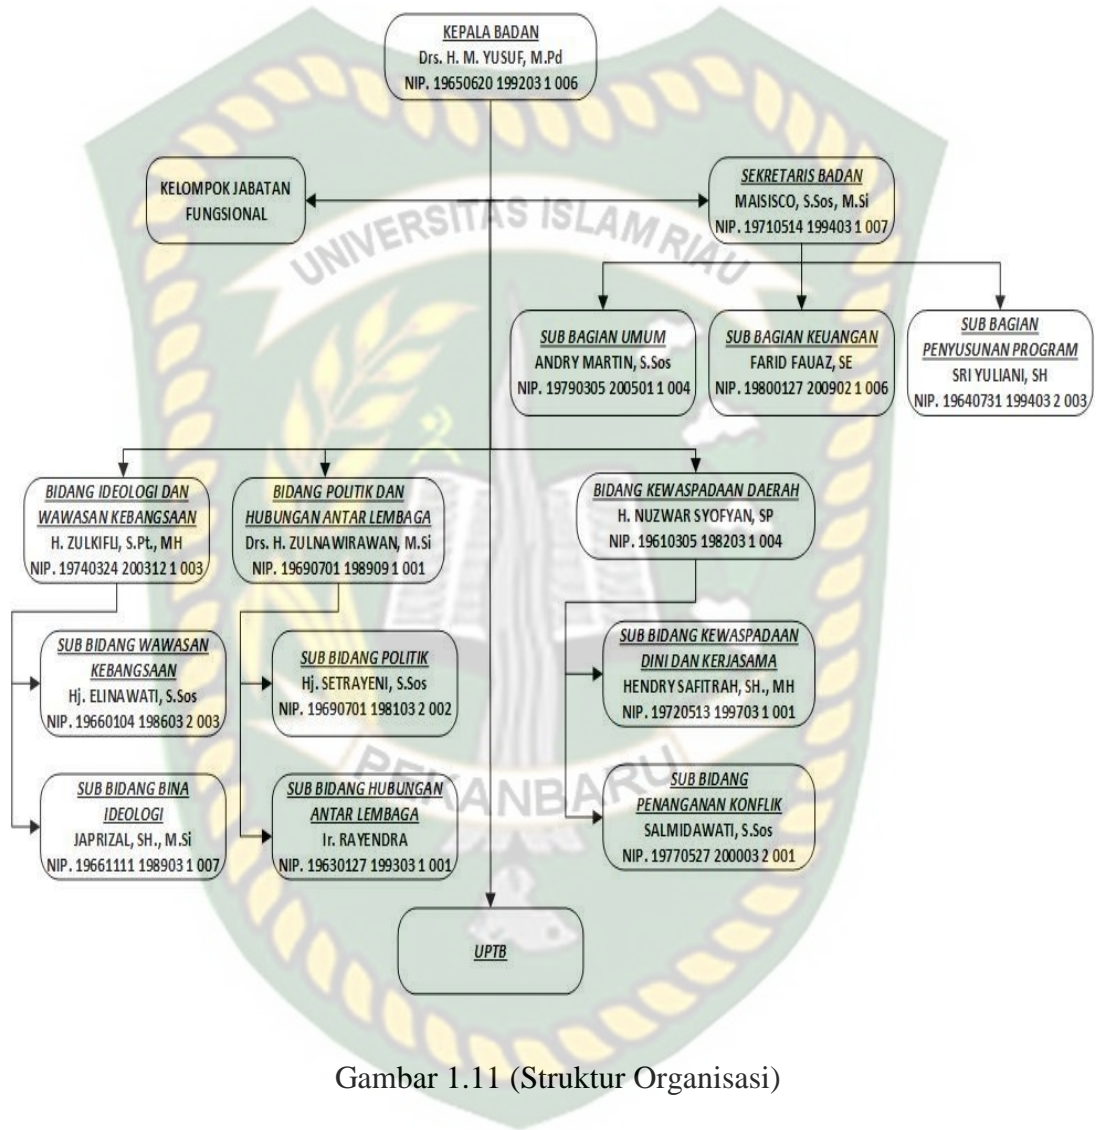 KEPALA BADAN
Drs. H. M. YUSUF, M.Pd
NIP. 19650620 199203 1 006
KELOMPOK JABATAN
FUNGSIONAL
SEKRETARIS BADAN
MAISISCO, S.Sos, M.Si
NIP. 19710514 199403 1 007
UNIVERSITAS ISLAM RIAU
SUB BAGIAN UMUM
ANDRY MARTIN, S.Sos
NIP. 19790305 200501 1 004
SUB BAGIAN KEUANGAN
FARID FAUAZ, SE
NIP. 19800127 200902 1 006
SUB BAGIAN
PENYUSUNAN PROGRAM
SRI YULIANI, SH
NIP. 19640731 199403 2 003
BIDANG IDEOLOGI DAN
WAWASAN KEBANGSAAN
H. ZULKIFLI, S.Pt., MH
NIP. 19740324 200312 1 003
BIDANG POLITIK DAN
HUBUNGAN ANTAR LEMBAGA
Drs. H. ZULNAWIRAWAN, M.Si
NIP. 19690701 198909 1 001
BIDANG KEWASPADAAN DAERAH
H. NUZWAR SYOFYAN, SP
NIP. 19610305 198203 1 004
SUB BIDANG WAWASAN
KEBANGSAAN
Hj. ELINAWATI, S.Sos
NIP. 19660104 198603 2 003
SUB BIDANG POLITIK
Hj. SETRAYENI, S.Sos
NIP. 19690701 198103 2 002
SUB BIDANG KEWASPADAAN
DINI DAN KERJASAMA
HENDRY SAFITRAH, SH., MH
NIP. 19720513 199703 1 001
SUB BIDANG BINA
IDEOLOGI
JAPRIZAL, SH., M.Si
NIP. 19661111 198903 1 007
SUB BIDANG HUBUNGAN
ANTAR LEMBAGA
Ir. RAYENDRA
NIP. 19630127 199303 1 001
SUB BIDANG
PENANGANAN KONFLIK
SALMIDAWATI, S.Sos
NIP. 19770527 200003 2 001
PEKANBARU
UPTB
Gambar 1.11 (Struktur Organisasi)